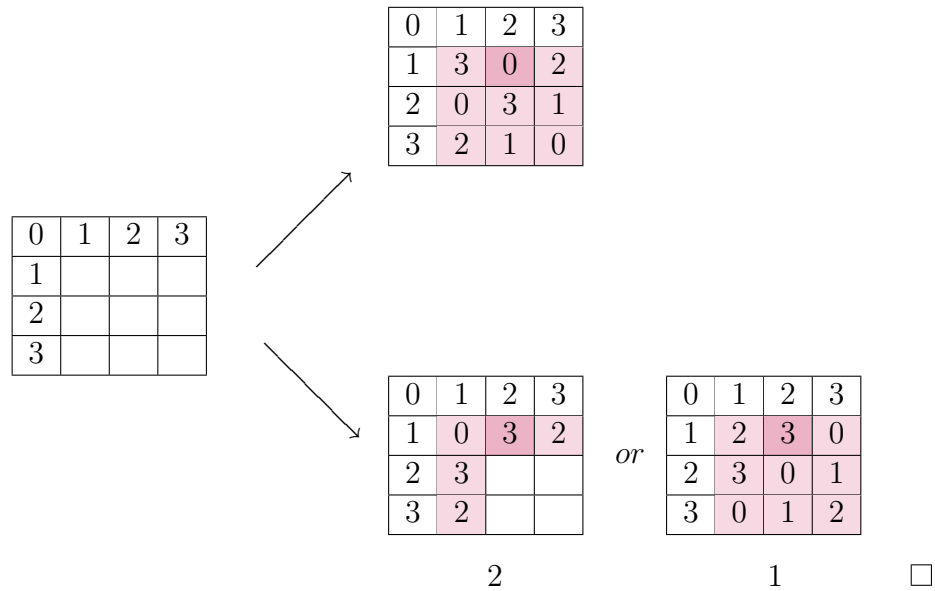 0 1 2 3
1 3 0 2
2 0 3 1
3 2 1 0
0 1 2 3
1
2
3
0 1 2 3
1 0 3 2
2 3
3 2
or
0 1 2 3
1 2 3 0
2 3 0 1
3 0 1 2
2
1
□